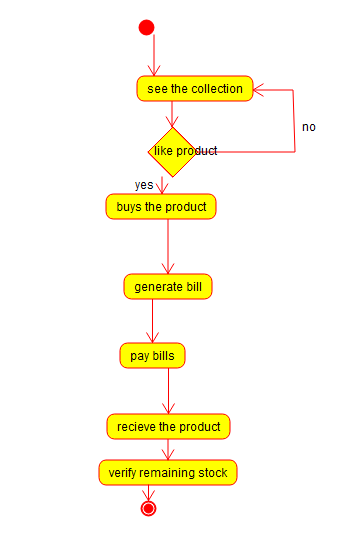 see the collection
no
like product
yes
buys the product
generate bill
pay bills
recieve the product
verify remaining stock